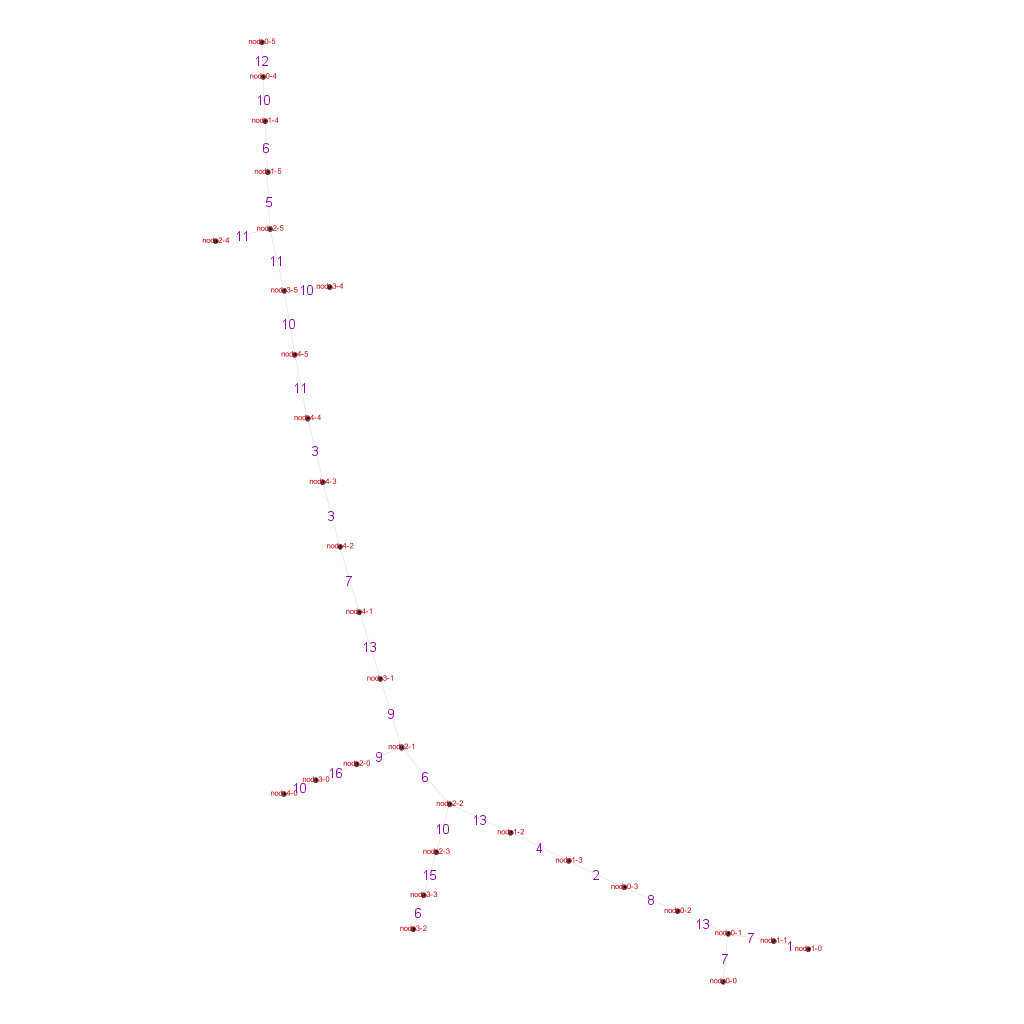 node0-5
12
node0-4
10
node1-4
6
node1-5
5
node2-5
11
node2-4
11
node3-4
10
node3-5
10
node4-5
11
node4-4
3
node4-3
3
node4-2
7
node4-1
13
node3-1
9
node2-1
9
node2-0
16
node3-0
10
node4-0
6
node2-2
10
node2-3
15
node3-3
6
node3-2
13
node1-2
4
node1-3
2
node0-3
8
node0-2
13
node0-1
7
node1-1
1
node1-0
7
node0-0